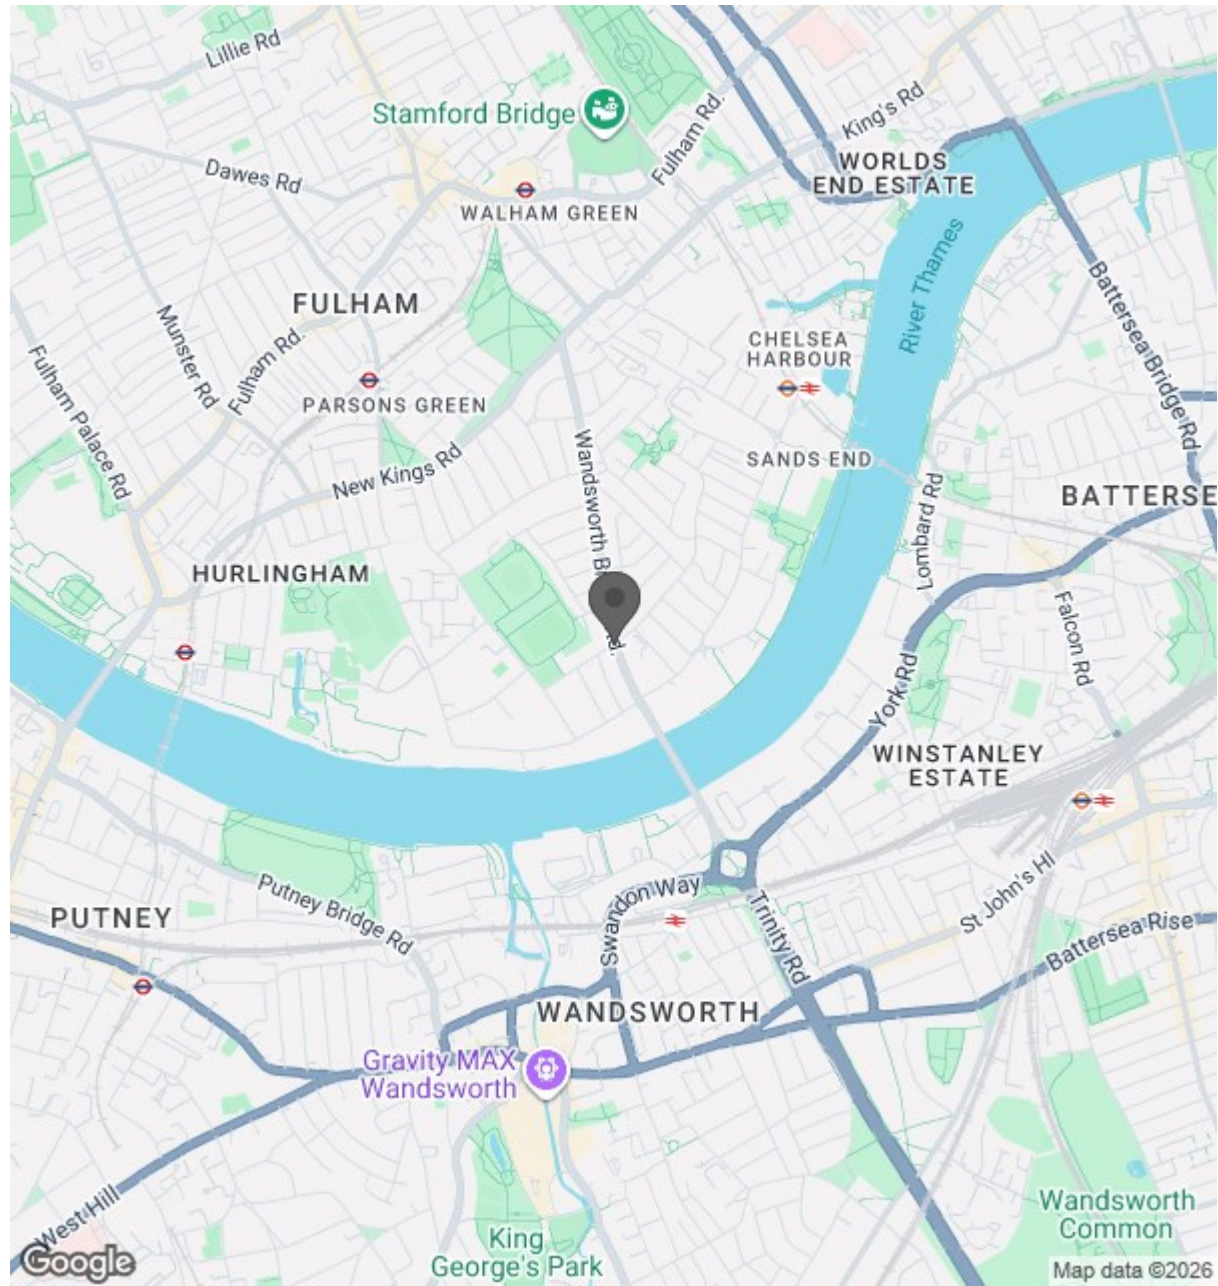 Lillie Rd
Stamford Bridge
King's Rd
Fulham Rd.
WORLDS
END ESTATE
Dawes Rd
WALHAM GREEN
River Thames
Battersea Bridge Rd
FULHAM
Munster Rd
Fulham Rd.
CHELSEA
HARBOUR
Fulham Palace Rd
PARSONS GREEN
New Kings Rd
SANDS END
Lombard Rd
BATTERSE
HURLINGHAM
Falcon Rd
York Rd
WINSTANLEY
ESTATE
Putney Bridge Rd
PUTNEY
Swandon Way
St John's Hl
Trinity Rd
Battersea Rise
WANDSWORTH
Gravity MAX
Wandsworth
West Hill
Wandsworth
Common
King
George's Park
Google
Map data ©2026